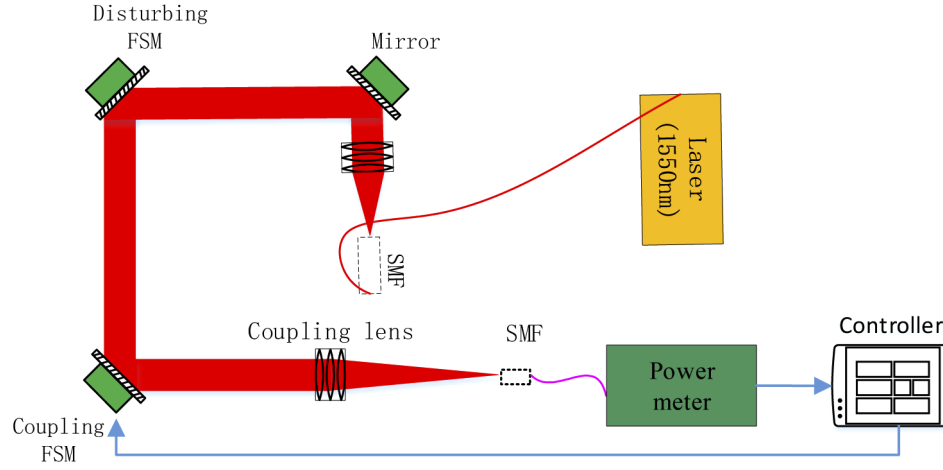 Disturbing
FSM
Mirror
Laser
(1550nm)
SMF
Coupling lens
SMF
Controller
Power
meter
Coupling
FSM